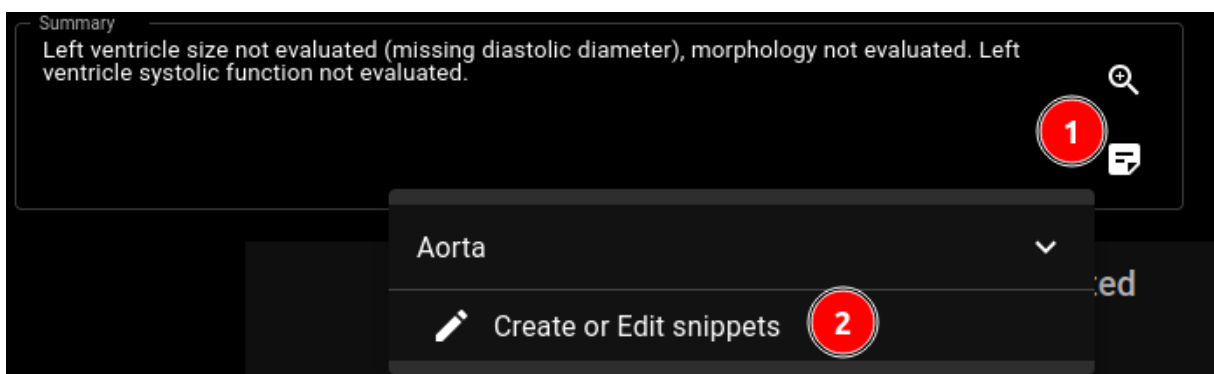 Summary
Left ventricle size not evaluated (missing diastolic diameter), morphology not evaluated. Left
ventricle systolic function not evaluated.
1
Aorta
ted
Create or Edit snippets
2